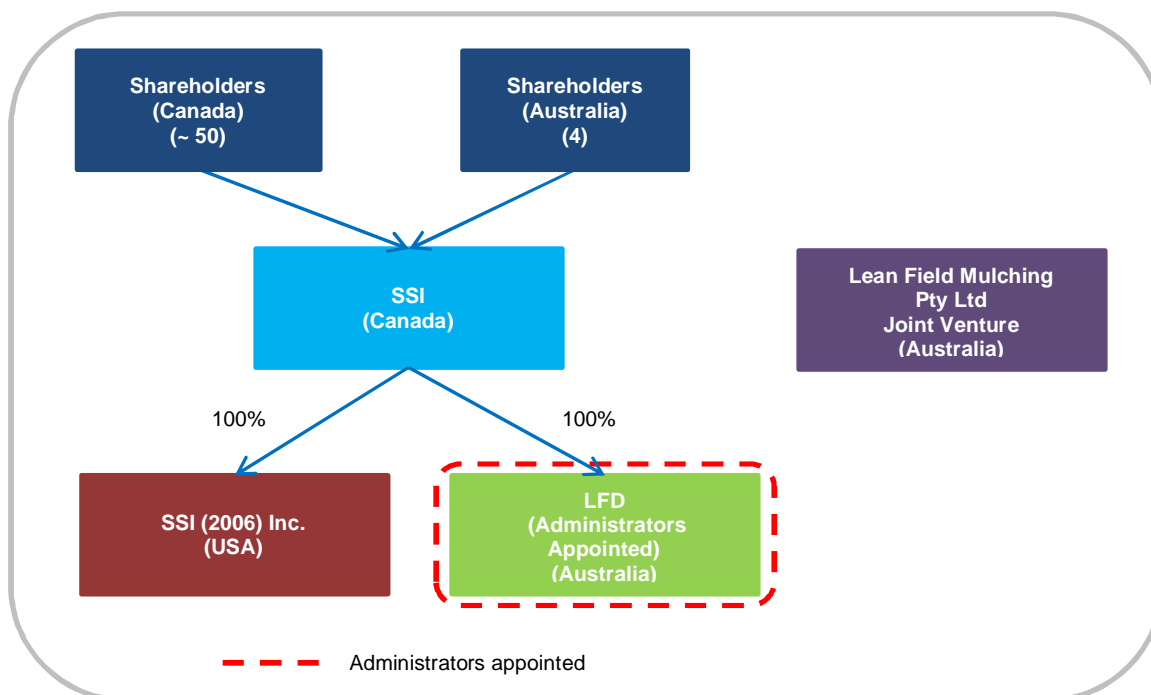 Shareholders
(Canada)
(~ 50)
Shareholders
(Australia)
(4)
SSI
(Canada)
Lean Field Mulching
Pty Ltd
Joint Venture
(Australia)
100%
100%
SSI (2006) Inc.
(USA)
LFD
(Administrators
Appointed)
(Australia)
Administrators appointed